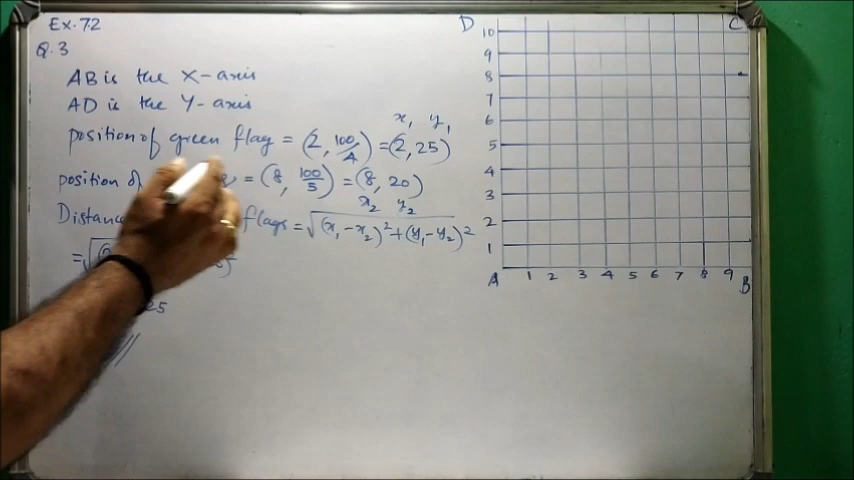 Ex. 72
Q. 3
AB is the X-axis
AD is the Y-axis
position of green flag = (2, 100/4) = (2, 25)
x₁ y₁
position of = (8, 100/5) = (8, 20)
x₂ y₂
Distance flags = √(x₁ - x₂)² + (y₁ - y₂)²
= √
D C
10
9
8
7
6
5
4
3
2
1
A 1 2 3 4 5 6 7 8 9 B